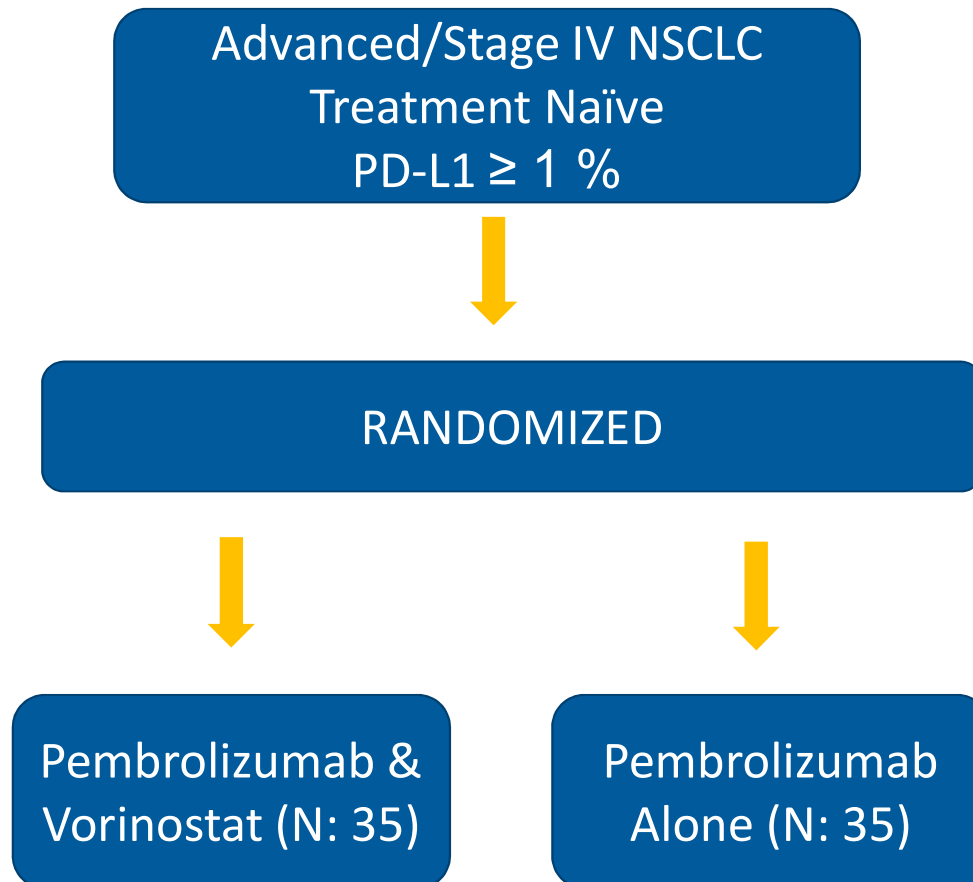 Advanced/Stage IV NSCLC
Treatment Naïve
PD-L1 ≥ 1 %
RANDOMIZED
Pembrolizumab &
Vorinostat (N: 35)
Pembrolizumab
Alone (N: 35)